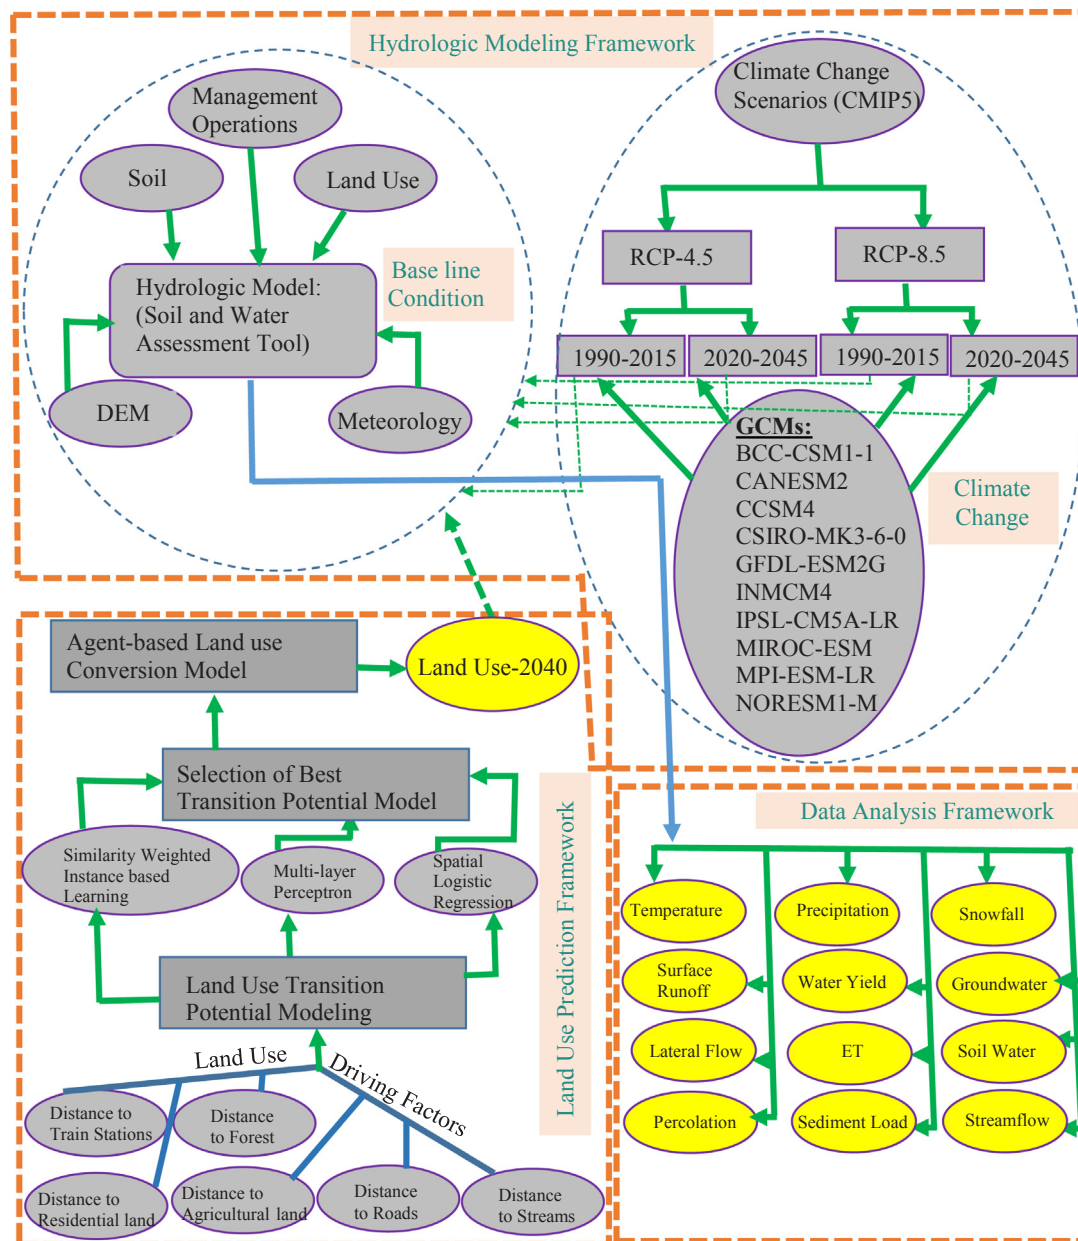 Hydrologic Modeling Framework
Management
Operations
Soil
Land Use
Hydrologic Model:
(Soil and Water
Assessment Tool)
Base line
Condition
DEM
Meteorology
Climate Change
Scenarios (CMIP5)
RCP-4.5
RCP-8.5
1990-2015
2020-2045
1990-2015
2020-2045
GCMs:
BCC-CSM1-1
CANESM2
CCSM4
CSIRO-MK3-6-0
GFDL-ESM2G
INMCM4
IPSL-CM5A-LR
MIROC-ESM
MPI-ESM-LR
NORESM1-M
Climate
Change
Agent-based Land use
Conversion Model
Land Use-2040
Selection of Best
Transition Potential Model
Similarity Weighted
Instance based
Learning
Multi-layer
Perceptron
Spatial
Logistic
Regression
Land Use Transition
Potential Modeling
Land Use
Driving Factors
Distance to
Train Stations
Distance
to Forest
Distance to
Residential land
Distance to
Agricultural land
Distance
to Roads
Distance
to Streams
Land Use Prediction Framework
Data Analysis Framework
Temperature
Precipitation
Snowfall
Surface
Runoff
Water Yield
Groundwater
Lateral Flow
ET
Soil Water
Percolation
Sediment Load
Streamflow